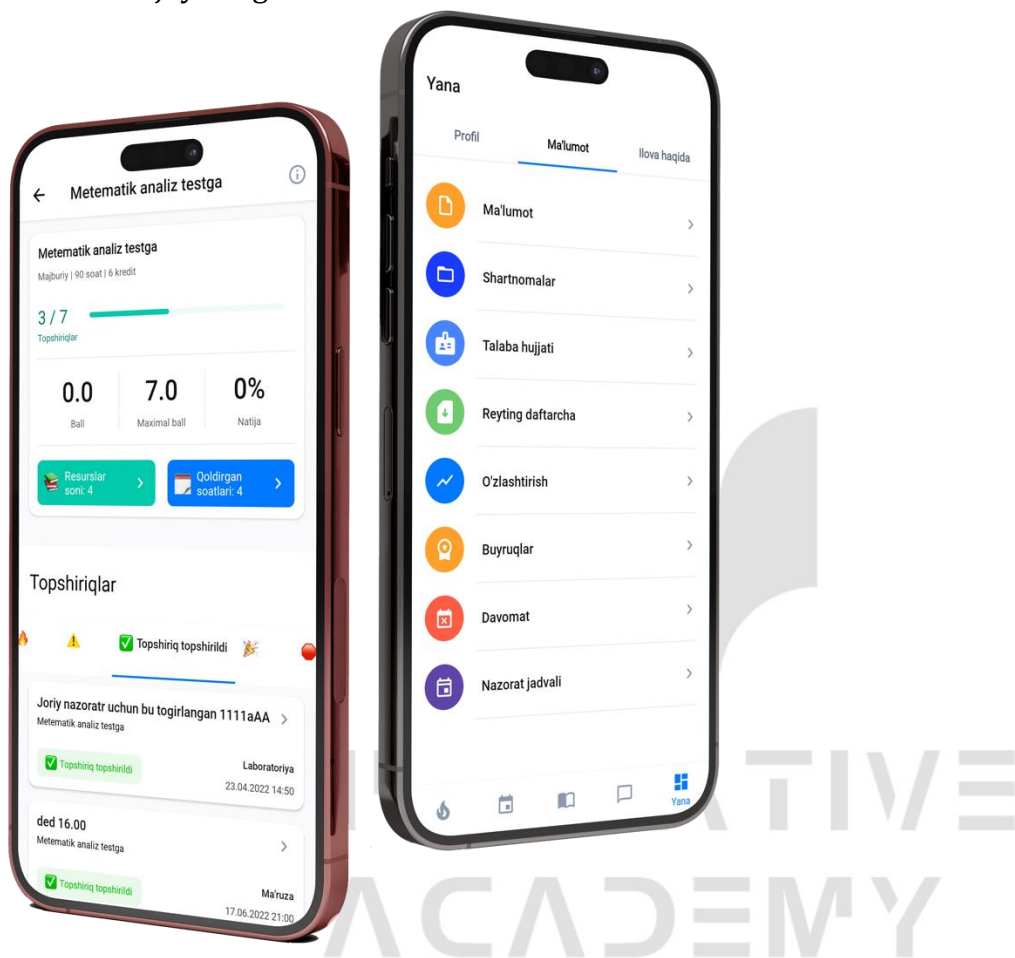 Metematik analiz testga
Metematik analiz testga
Majburiy | 90 soat | 6 kredit
3 / 7
Topshiriqlar
0.0
7.0
0%
Ball
Maximal ball
Natija
Resurslar
soni: 4
Qoldirgan
soatlari: 4
Topshiriqlar
Topshiriq topshirildi
Joriy nazoratr uchun bu togirlangan 1111aAA
Metematik analiz testga
Topshiriq topshirildi
Laboratoriya
23.04.2022 14:50
ded 16.00
Metematik analiz testga
Topshiriq topshirildi
Ma'ruza
17.06.2022 21:00
Yana
Profil
Ma'lumot
Ilova haqida
Ma'lumot
Shartnomalar
Talaba hujjati
Reyting daftarcha
O'zlashtirish
Buyruqlar
Davomat
Nazorat jadvali
Yana
ACADEMY